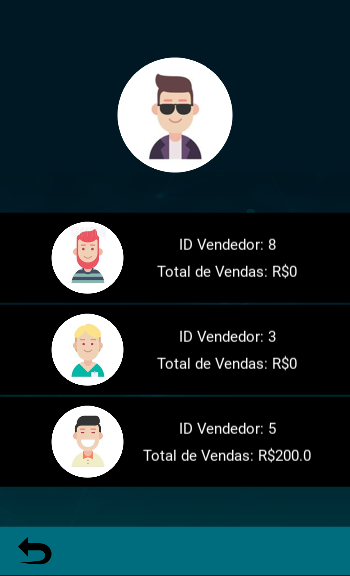 ID Vendedor: 8
Total de Vendas: R$0
ID Vendedor: 3
Total de Vendas: R$0
ID Vendedor: 5
Total de Vendas: R$200.0